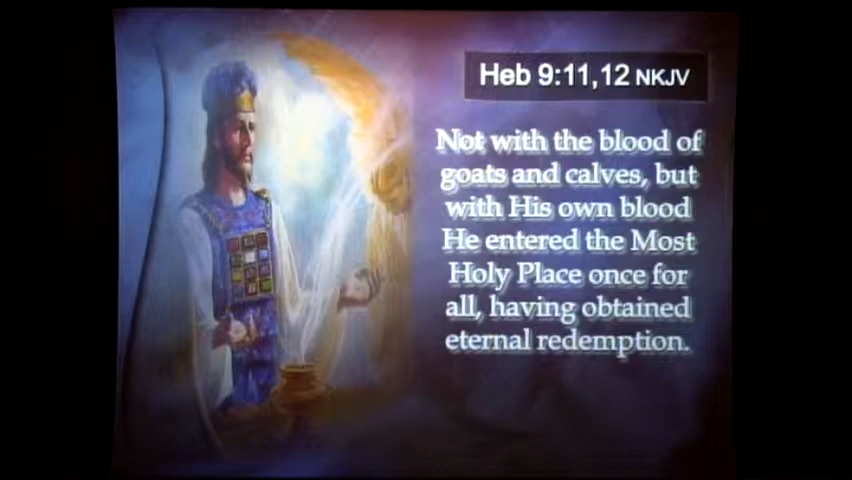 Heb 9:11,12 NKJV
Not with the blood of
goats and calves, but
with His own blood
He entered the Most
Holy Place once for
all, having obtained
eternal redemption.